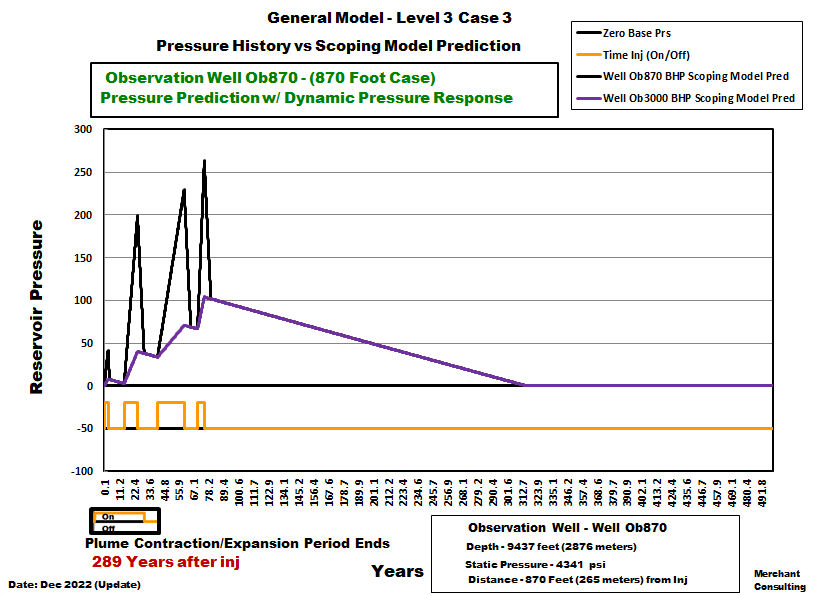 General Model - Level 3 Case 3
Pressure History vs Scoping Model Prediction
Zero Base Prs
Time Inj (On/Off)
Well Ob870 BHP Scoping Model Pred
Well Ob3000 BHP Scoping Model Pred
Observation Well Ob870 - (870 Foot Case)
Pressure Prediction w/ Dynamic Pressure Response
Reservoir Pressure
300
250
200
150
100
50
0
-50
-100
0.1
11.2
22.4
33.6
44.8
55.9
67.1
78.2
89.4
100.6
111.7
122.9
134.1
145.2
156.4
167.6
178.7
189.9
201.1
212.2
223.4
234.6
245.7
256.9
268.1
279.2
290.4
301.6
312.7
323.9
335.1
346.2
357.4
368.6
379.7
390.9
402.1
413.2
424.4
435.6
446.7
457.9
469.1
480.4
491.8
On
Off
Plume Contraction/Expansion Period Ends
289 Years after inj
Years
Observation Well - Well Ob870
Depth - 9437 feet (2876 meters)
Static Pressure - 4341 psi
Distance - 870 Feet (265 meters) from Inj
Date: Dec 2022 (Update)
Merchant
Consulting